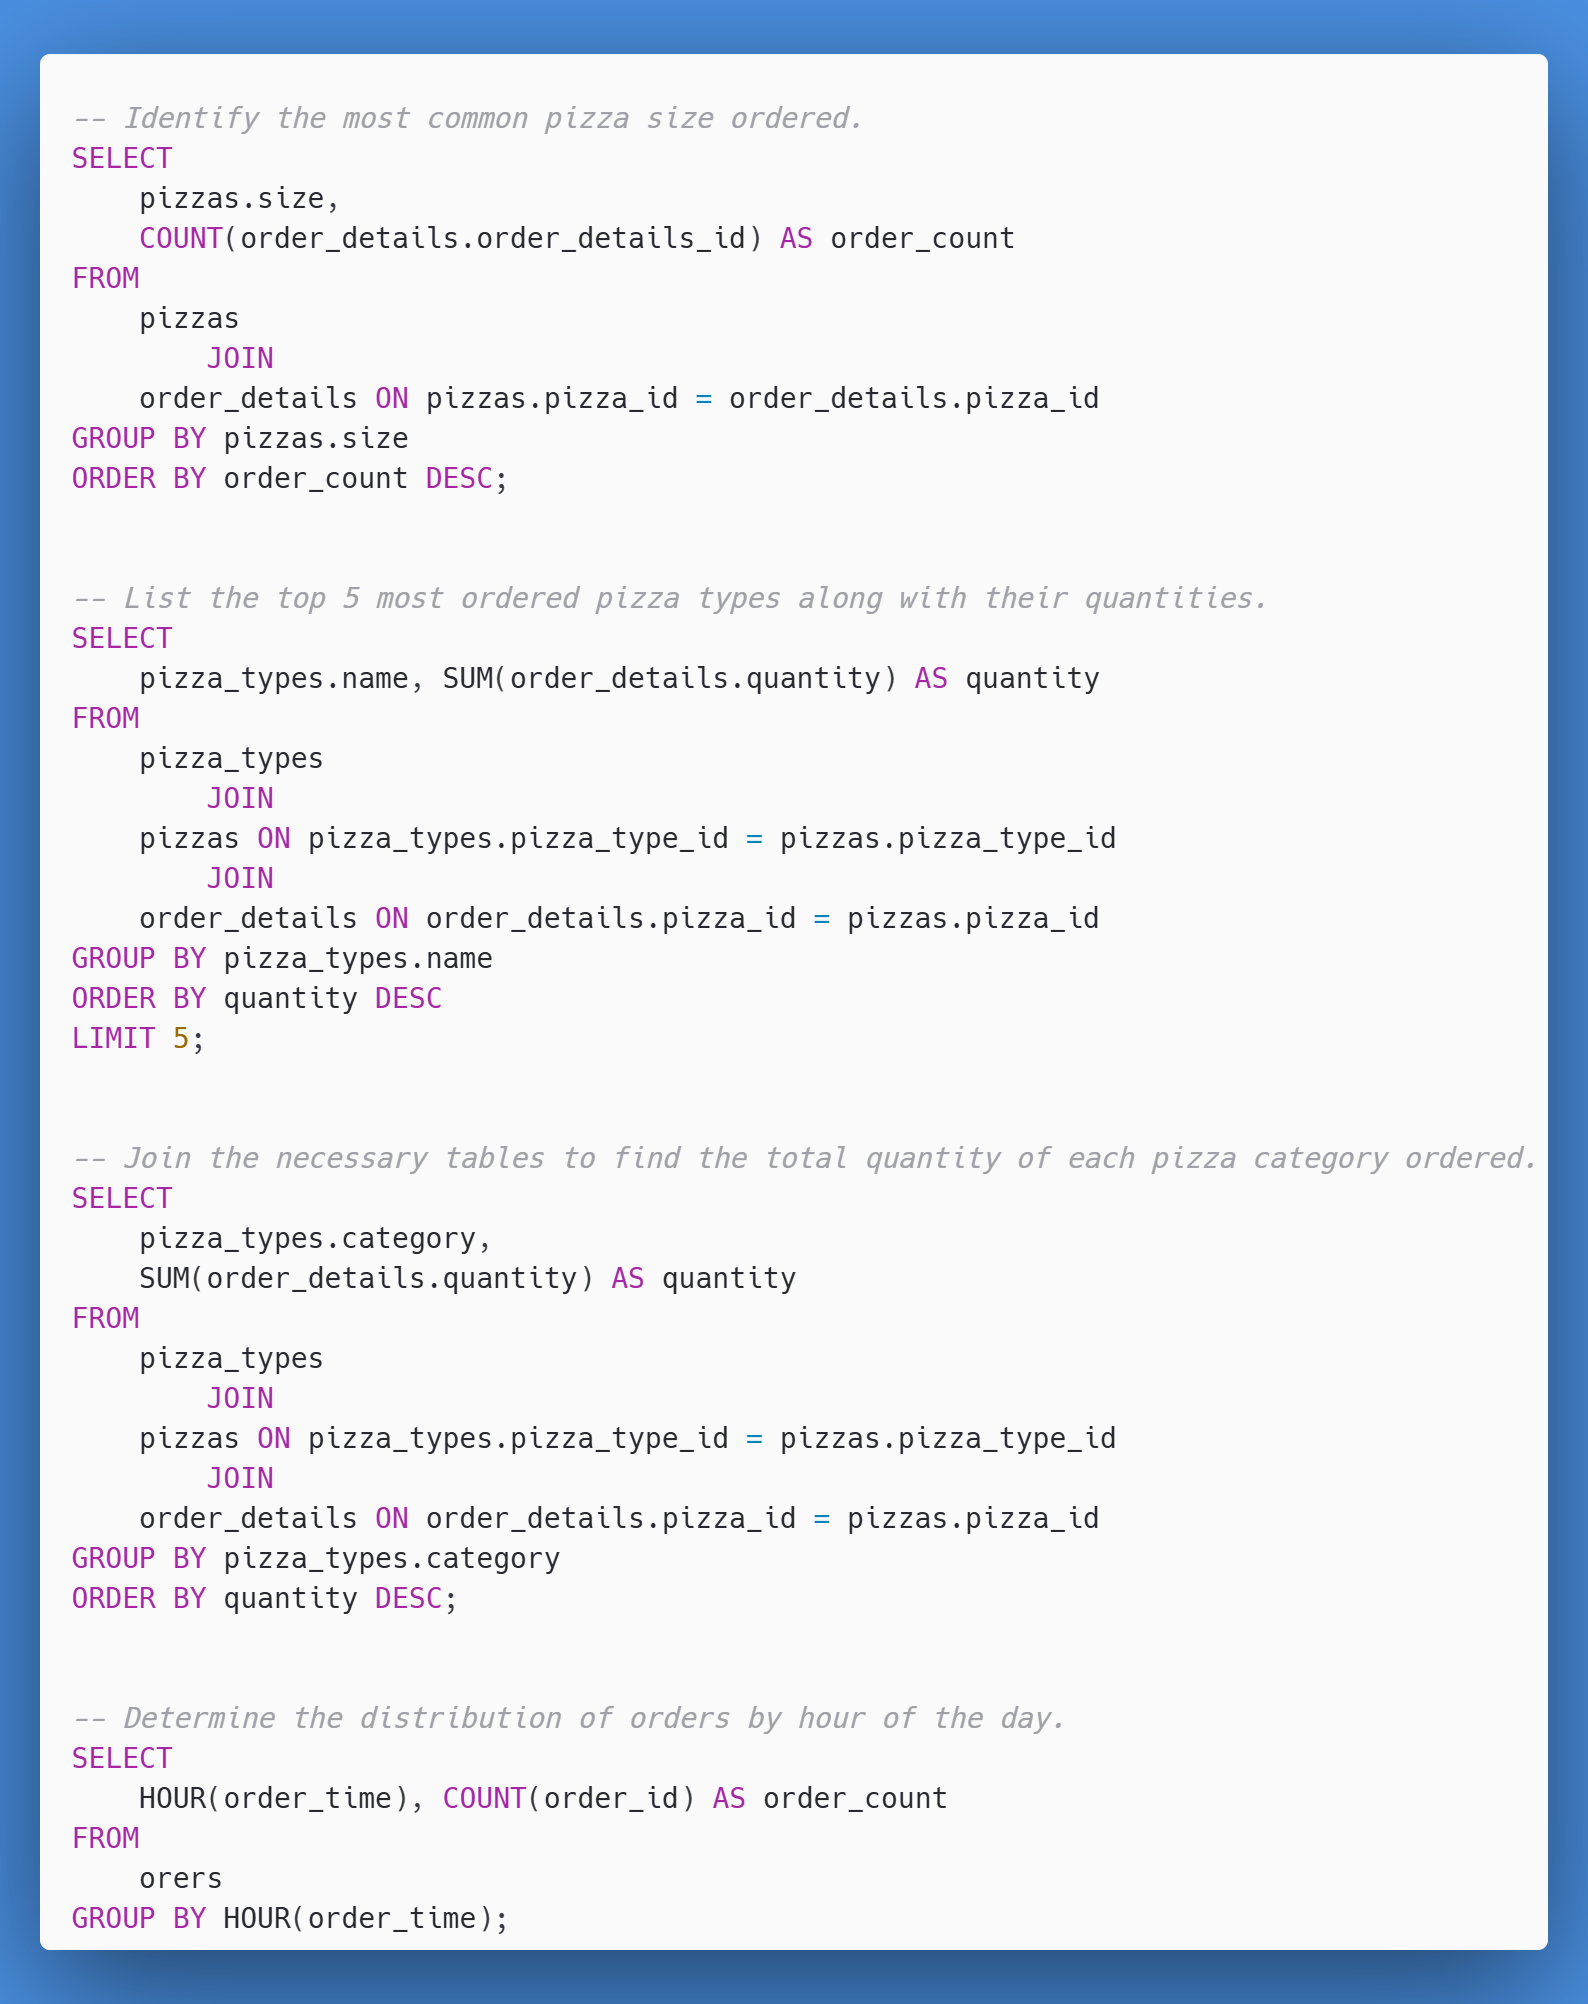 -- Identify the most common pizza size ordered.
SELECT
    pizzas.size,
    COUNT(order_details.order_details_id) AS order_count
FROM
    pizzas
        JOIN
    order_details ON pizzas.pizza_id = order_details.pizza_id
GROUP BY pizzas.size
ORDER BY order_count DESC;
-- List the top 5 most ordered pizza types along with their quantities.
SELECT
    pizza_types.name, SUM(order_details.quantity) AS quantity
FROM
    pizza_types
        JOIN
    pizzas ON pizza_types.pizza_type_id = pizzas.pizza_type_id
        JOIN
    order_details ON order_details.pizza_id = pizzas.pizza_id
GROUP BY pizza_types.name
ORDER BY quantity DESC
LIMIT 5;
-- Join the necessary tables to find the total quantity of each pizza category ordered.
SELECT
    pizza_types.category,
    SUM(order_details.quantity) AS quantity
FROM
    pizza_types
        JOIN
    pizzas ON pizza_types.pizza_type_id = pizzas.pizza_type_id
        JOIN
    order_details ON order_details.pizza_id = pizzas.pizza_id
GROUP BY pizza_types.category
ORDER BY quantity DESC;
-- Determine the distribution of orders by hour of the day.
SELECT
    HOUR(order_time), COUNT(order_id) AS order_count
FROM
    orers
GROUP BY HOUR(order_time);